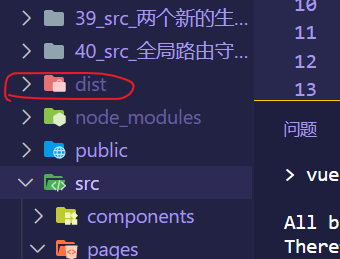 39_src_两个新的生...
40_src_全局路由守...
dist
node_modules
public
src
components
pages
10
11
12
13
问题
> vue
All b
There